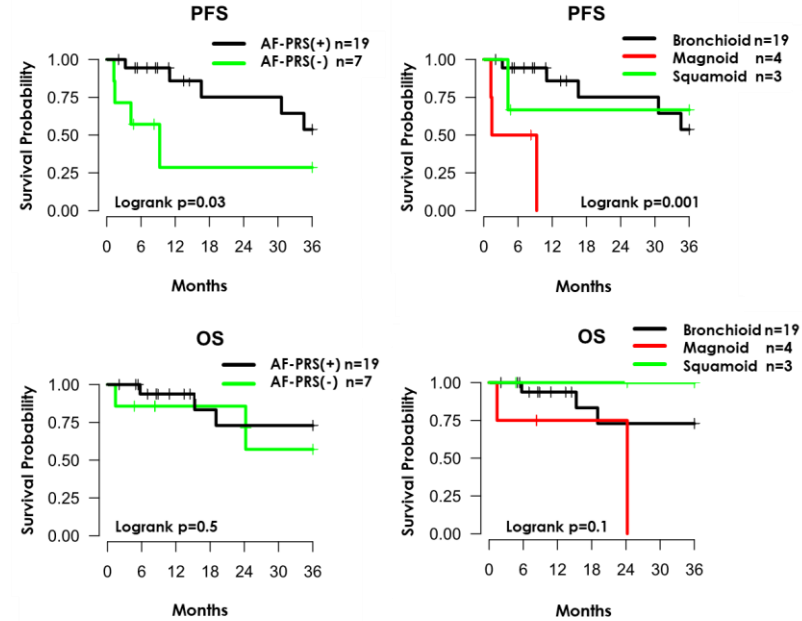 PFS
AF-PRS(+) n=19
AF-PRS(-) n=7
Survival Probability
1.00
0.75
0.50
0.25
0.00
Logrank p=0.03
0 6 12 18 24 30 36
Months
PFS
Bronchioid n=19
Magnoid n=4
Squamoid n=3
Survival Probability
1.00
0.75
0.50
0.25
0.00
Logrank p=0.001
0 6 12 18 24 30 36
Months
OS
AF-PRS(+) n=19
AF-PRS(-) n=7
Survival Probability
1.00
0.75
0.50
0.25
0.00
Logrank p=0.5
0 6 12 18 24 30 36
Months
OS
Bronchioid n=19
Magnoid n=4
Squamoid n=3
Survival Probability
1.00
0.75
0.50
0.25
0.00
Logrank p=0.1
0 6 12 18 24 30 36
Months